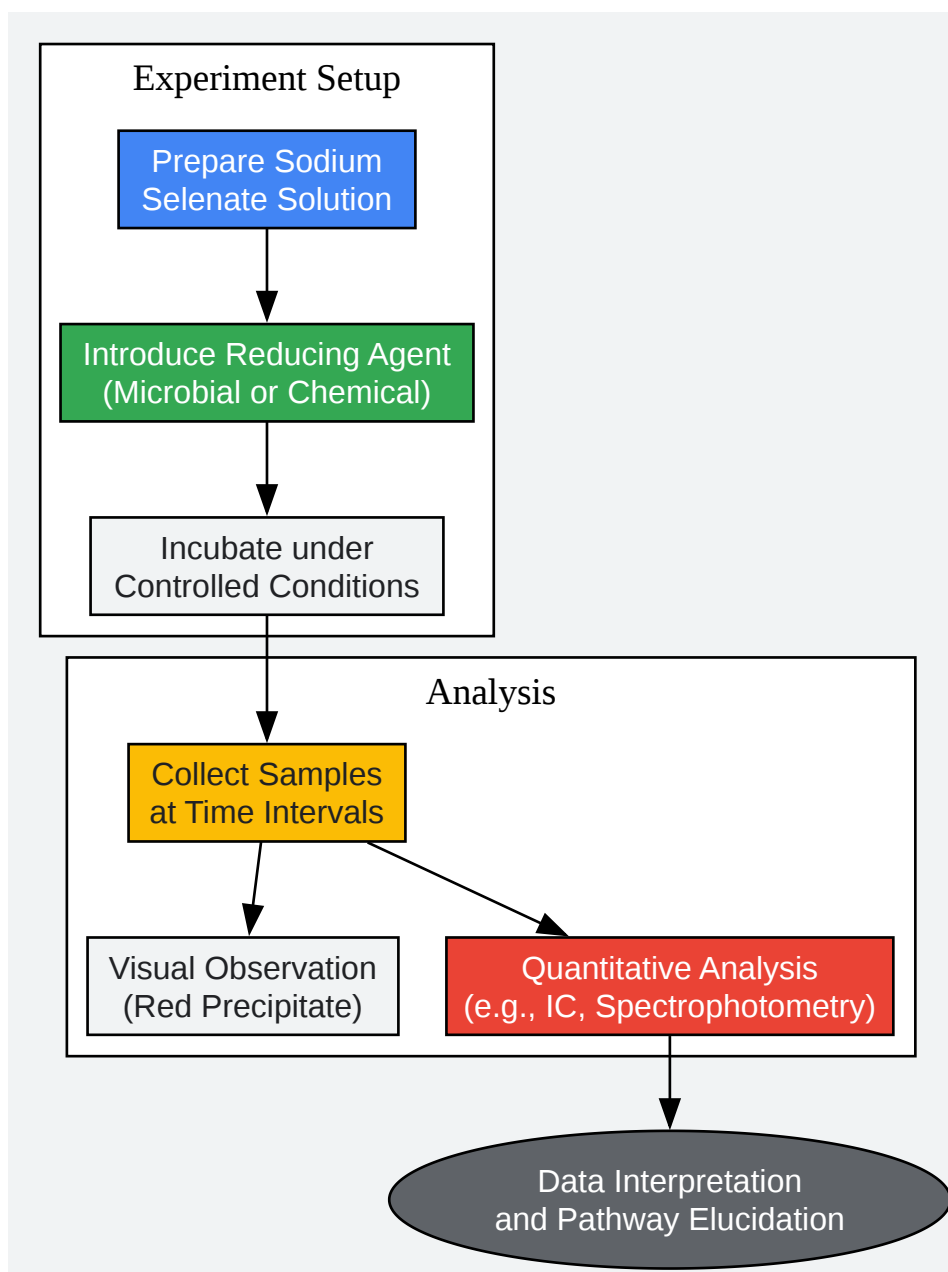 Experiment Setup
Prepare Sodium
Selenate Solution
Introduce Reducing Agent
(Microbial or Chemical)
Incubate under
Controlled Conditions
Analysis
Collect Samples
at Time Intervals
Visual Observation
(Red Precipitate)
Quantitative Analysis
(e.g., IC, Spectrophotometry)
Data Interpretation
and Pathway Elucidation